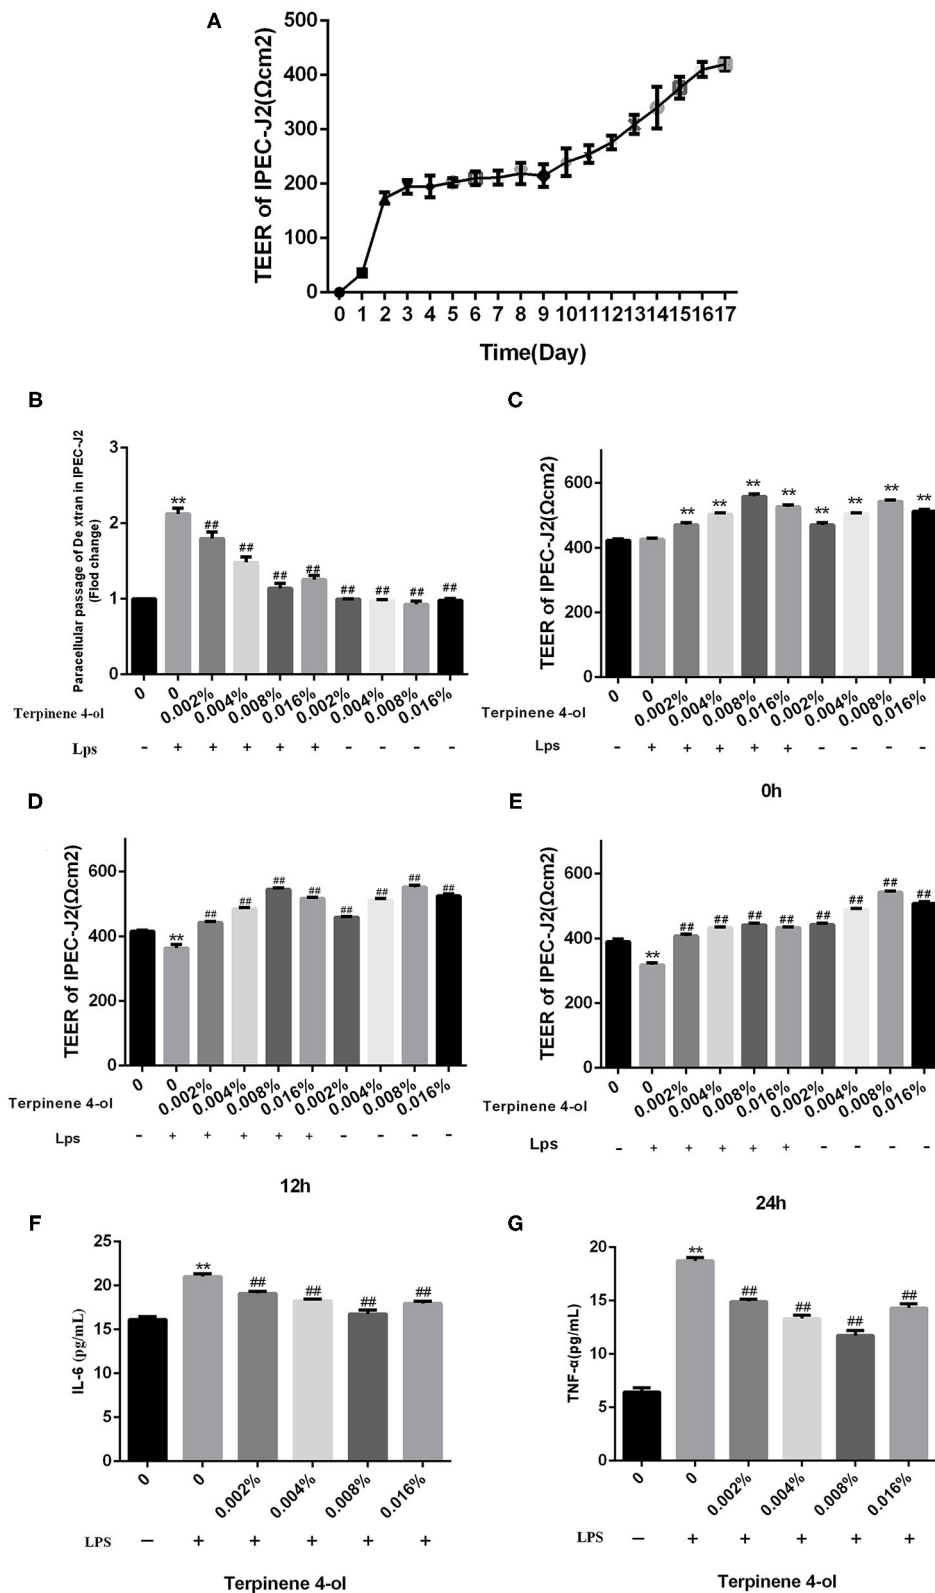 A
TEER of IPEC-J2(Ωcm2)
500
400
300
200
100
0
0 1 2 3 4 5 6 7 8 9 10 11 12 13 14 15 16 17
Time(Day)
B
Paracellular passage of De xtran in IPEC-J2
(Flod change)
3
2
1
0
** ## ## ## ## ## ## ## ##
0 0 0.002% 0.004% 0.008% 0.016% 0.002% 0.004% 0.008% 0.016%
Terpinene 4-ol
Lps - + + + + + - - - -
C
TEER of IPEC-J2(Ωcm2)
600
400
200
0
** ** ** ** ** ** ** **
0 0 0.002% 0.004% 0.008% 0.016% 0.002% 0.004% 0.008% 0.016%
Terpinene 4-ol
Lps - + + + + + - - - -
0h
D
TEER of IPEC-J2(Ωcm2)
600
400
200
0
** ## ## ## ## ## ## ## ##
0 0 0.002% 0.004% 0.008% 0.016% 0.002% 0.004% 0.008% 0.016%
Terpinene 4-ol
Lps - + + + + + - - - -
12h
E
TEER of IPEC-J2(Ωcm2)
600
400
200
0
** ## ## ## ## ## ## ## ##
0 0 0.002% 0.004% 0.008% 0.016% 0.002% 0.004% 0.008% 0.016%
Terpinene 4-ol
Lps - + + + + + - - - -
24h
F
IL-6 (pg/mL)
25
20
15
10
5
0
** ## ## ## ##
0 0 0.002% 0.004% 0.008% 0.016%
LPS – + + + + +
Terpinene 4-ol
G
TNF-α(pg/mL)
20
15
10
5
0
** ## ## ## ##
0 0 0.002% 0.004% 0.008% 0.016%
LPS – + + + + +
Terpinene 4-ol